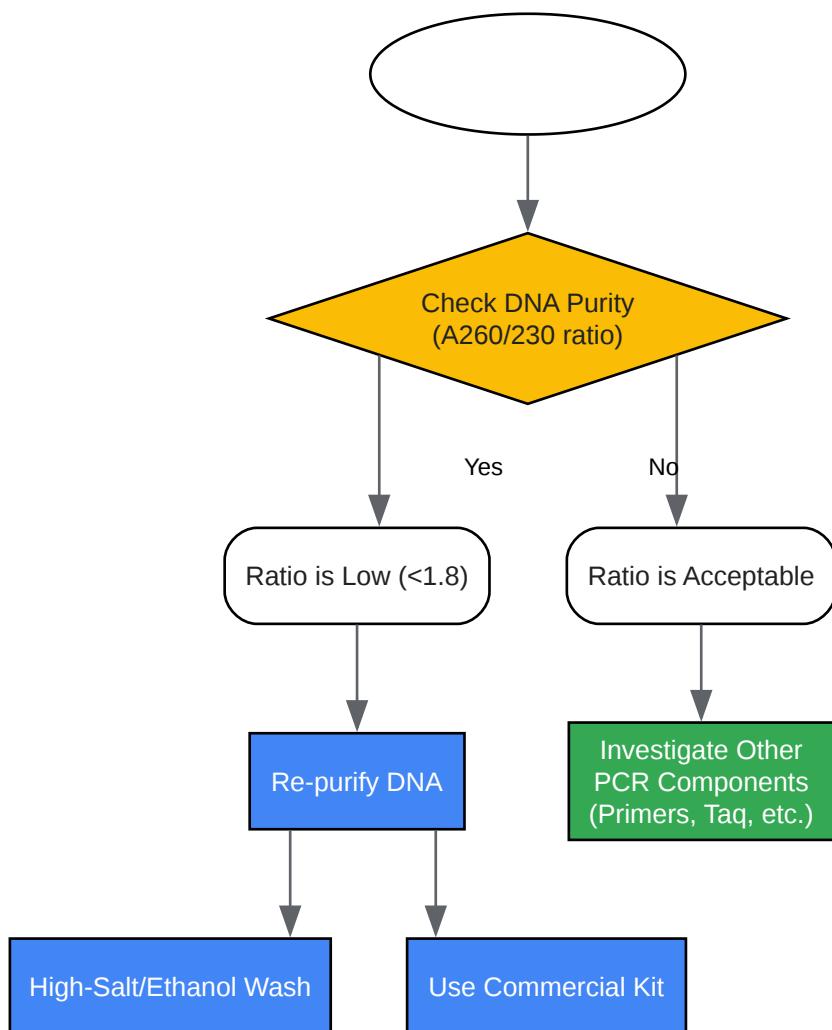 Check DNA Purity
(A260/230 ratio)
Yes
No
Ratio is Low (<1.8)
Ratio is Acceptable
Re-purify DNA
Investigate Other
PCR Components
(Primers, Taq, etc.)
High-Salt/Ethanol Wash
Use Commercial Kit